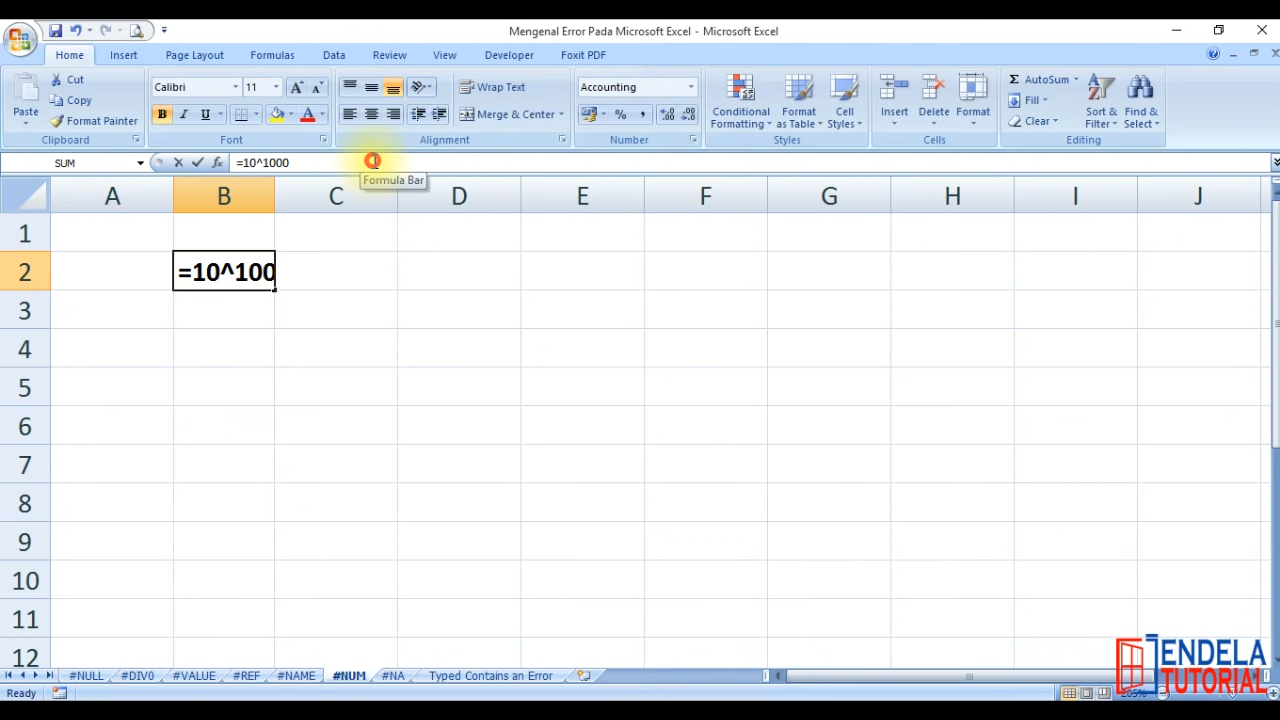 Mengenal Error Pada Microsoft Excel - Microsoft Excel
Home Insert Page Layout Formulas Data Review View Developer Foxit PDF
Paste
Cut
Copy
Format Painter
Clipboard
Calibri 11
B I U A
Font
Wrap Text
Merge & Center
Alignment
Accounting
% ,
Number
Conditional Formatting
Format as Table
Cell Styles
Styles
Insert Delete Format
Cells
Σ AutoSum
Fill
Clear
Sort & Filter
Find & Select
Editing
SUM fx =10^1000
Formula Bar
A B C D E F G H I J
1
2 =10^100
3
4
5
6
7
8
9
10
11
12
#NULL #DIV0 #VALUE #REF #NAME #NUM #NA Typed Contains an Error
Ready 205%
ENDELA
TUTORIAL